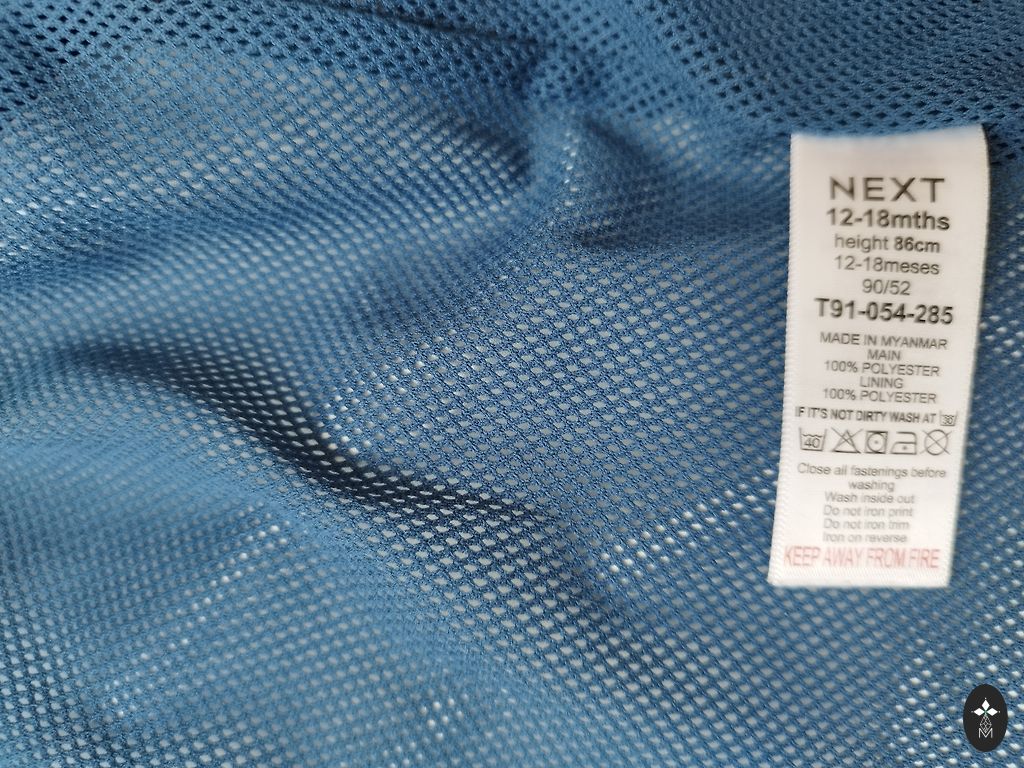 NEXT
12-18mths
height 86cm
12-18meses
90/52
T91-054-285
MADE IN MYANMAR
MAIN
100% POLYESTER
LINING
100% POLYESTER
IF IT'S NOT DIRTY WASH AT 30
40
Close all fastenings before
washing
Wash inside out
Do not iron print
Do not iron trim
Iron on reverse
KEEP AWAY FROM FIRE
M